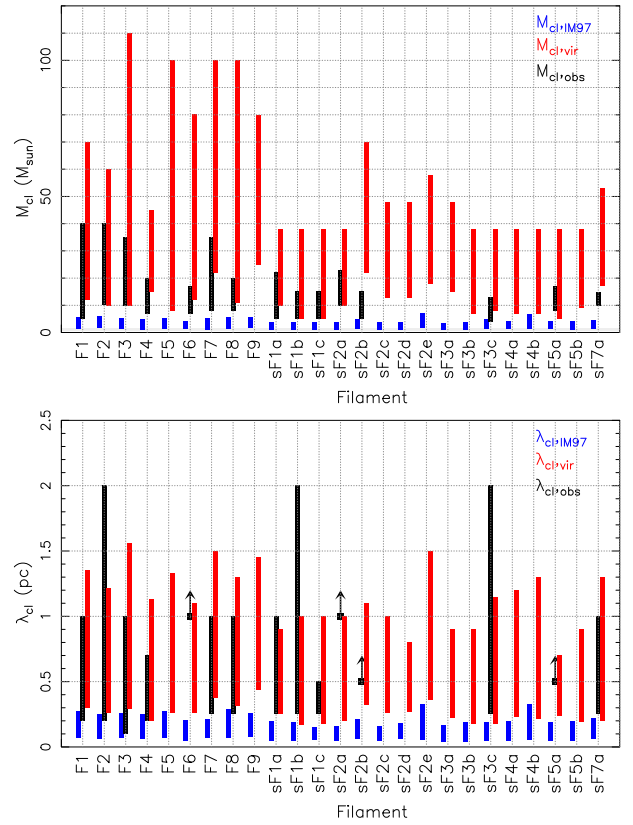 M_cl,IM97
M_cl,vir
M_cl,obs
100
50
0
M_cl (M_sun)
F1 F2 F3 F4 F5 F6 F7 F8 F9 sF1a sF1b sF1c sF2a sF2b sF2c sF2d sF2e sF3a sF3b sF3c sF4a sF4b sF5a sF5b sF7a
Filament
λ_cl,IM97
λ_cl,vir
λ_cl,obs
2.5
2
1.5
1
0.5
0
λ_cl (pc)
F1 F2 F3 F4 F5 F6 F7 F8 F9 sF1a sF1b sF1c sF2a sF2b sF2c sF2d sF2e sF3a sF3b sF3c sF4a sF4b sF5a sF5b sF7a
Filament